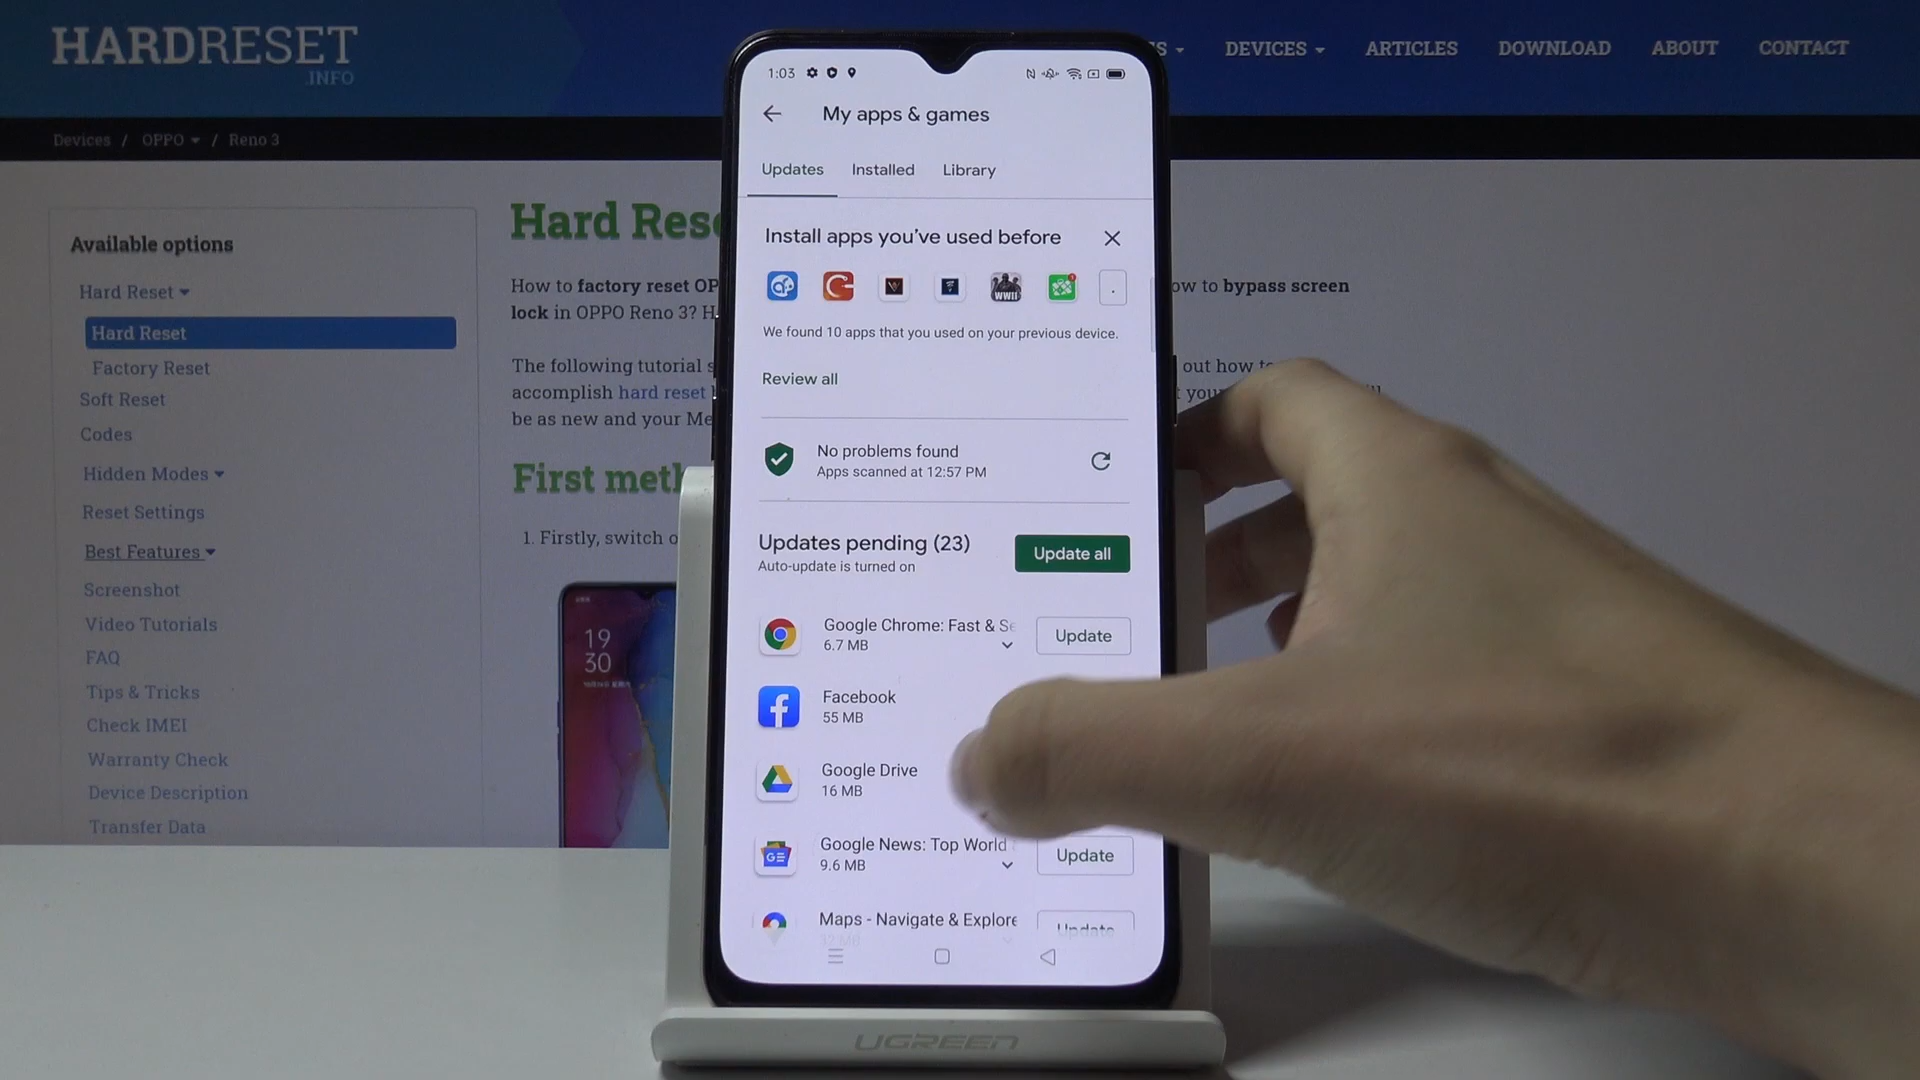 HARDRESET
.INFO
S
DEVICES
ARTICLES
DOWNLOAD
ABOUT
CONTACT
Devices / OPPO / Reno 3
Available options
Hard Reset
Hard Reset
Factory Reset
Soft Reset
Codes
Hidden Modes
Reset Settings
Best Features
Screenshot
Video Tutorials
FAQ
Tips & Tricks
Check IMEI
Warranty Check
Device Description
Transfer Data
Hard Res
How to factory reset OP
ow to bypass screen
lock in OPPO Reno 3? H
The following tutorial s
out how to
accomplish hard reset
be as new and your Me
First meth
1. Firstly, switch o
19
30
1:03
My apps & games
Updates
Installed
Library
Install apps you've used before
WWII
We found 10 apps that you used on your previous device.
Review all
No problems found
Apps scanned at 12:57 PM
Updates pending (23)
Auto-update is turned on
Update all
Google Chrome: Fast & Se
6.7 MB
Update
Facebook
55 MB
Google Drive
16 MB
Google News: Top World
9.6 MB
Update
Maps - Navigate & Explore
32 MB
Update
UGREEN